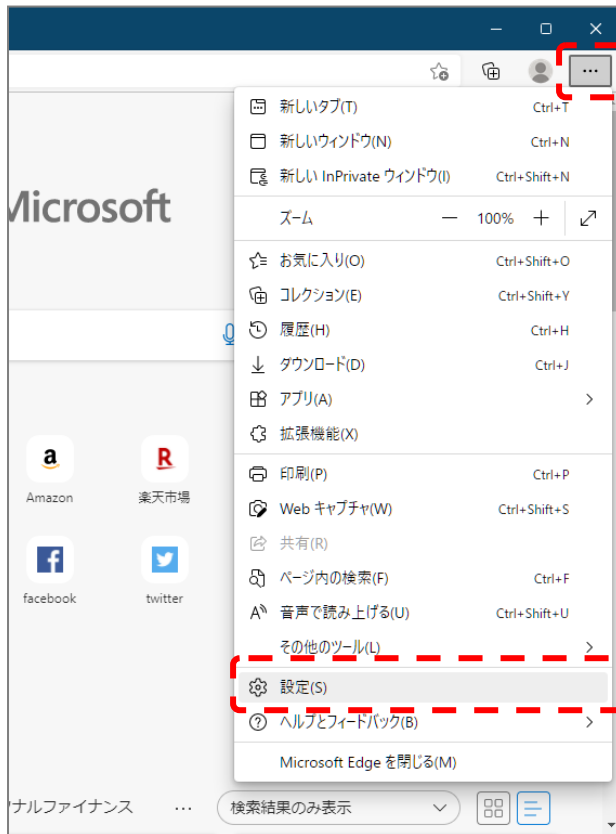 新しいタブ(T) Ctrl+T
新しいウィンドウ(N) Ctrl+N
新しい InPrivate ウィンドウ(I) Ctrl+Shift+N
Microsoft
ズーム — 100% +
お気に入り(O) Ctrl+Shift+O
コレクション(E) Ctrl+Shift+Y
履歴(H) Ctrl+H
ダウンロード(D) Ctrl+J
アプリ(A)
拡張機能(X)
a
R
Amazon
楽天市場
印刷(P) Ctrl+P
Web キャプチャ(W) Ctrl+Shift+S
共有(R)
ページ内の検索(F) Ctrl+F
facebook
twitter
音声で読み上げる(U) Ctrl+Shift+U
その他のツール(L)
設定(S)
ヘルプとフィードバック(B)
Microsoft Edge を閉じる(M)
ナルファイナンス ... 検索結果のみ表示